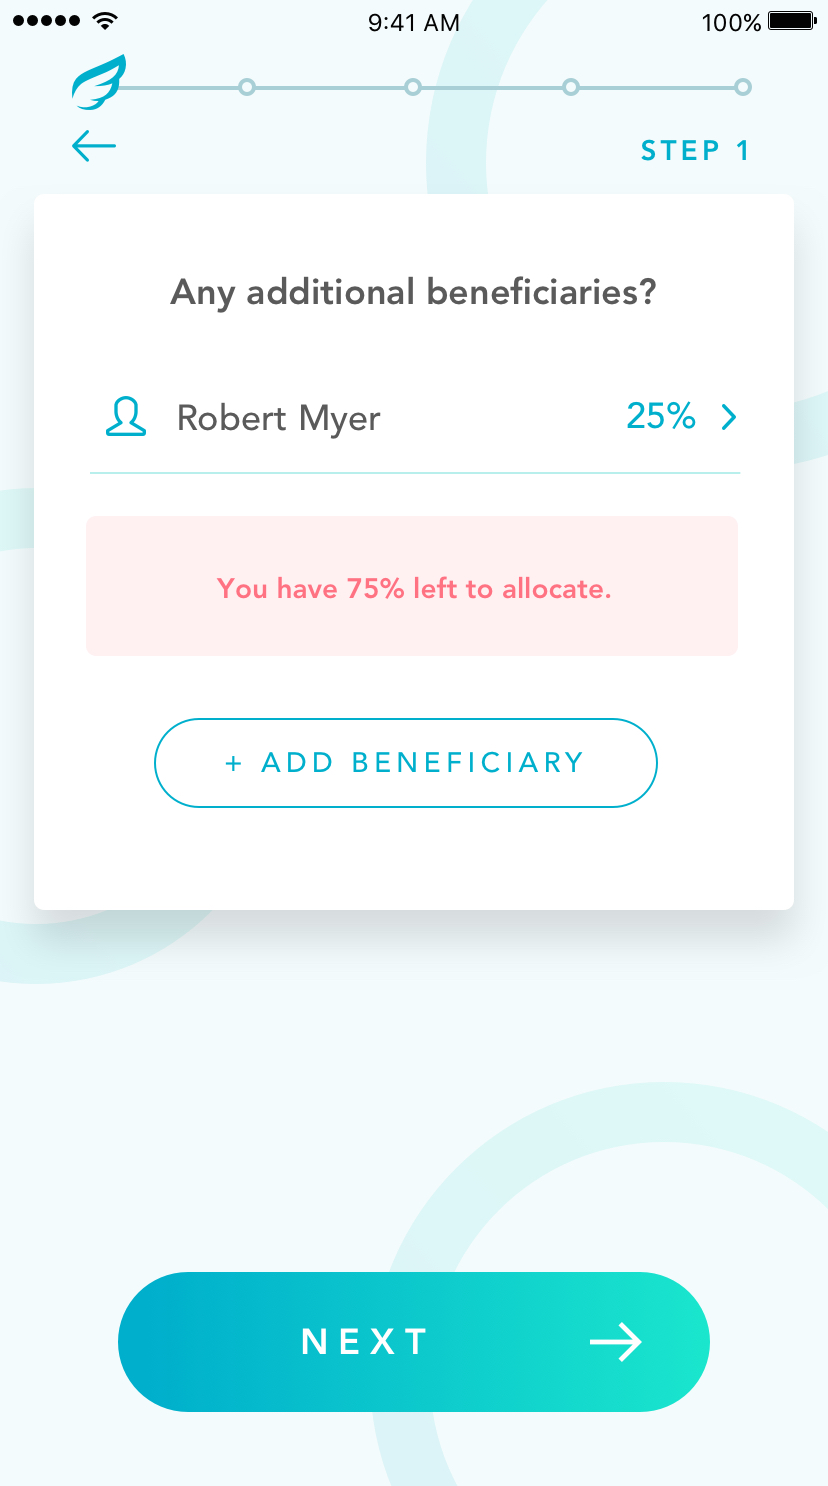 9:41 AM 100%
STEP 1
Any additional beneficiaries?
Robert Myer 25%
You have 75% left to allocate.
+ ADD BENEFICIARY
NEXT